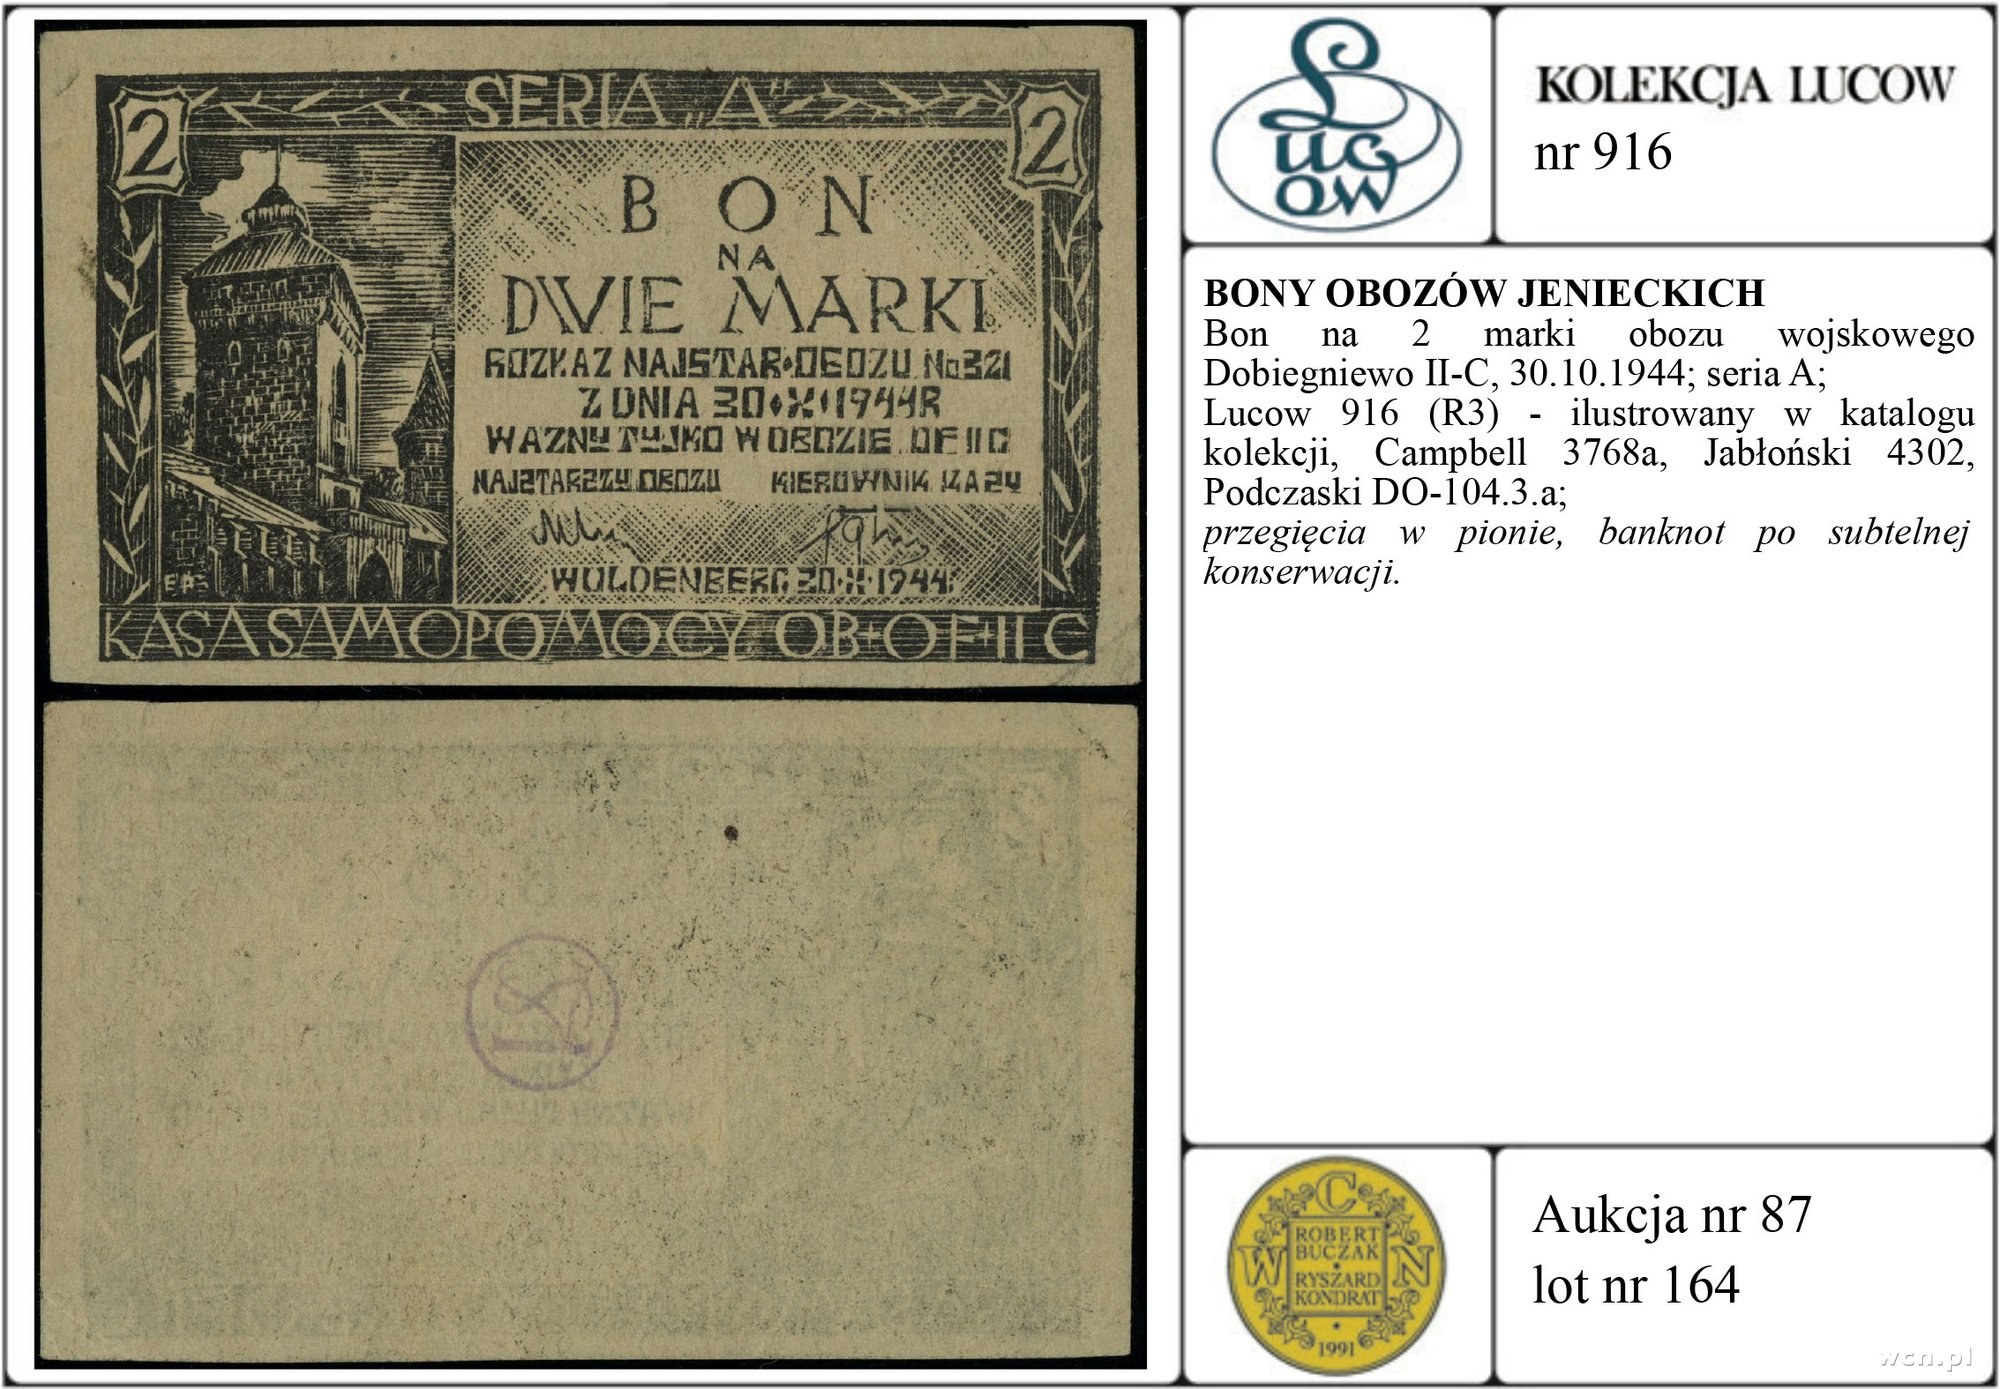 SERIA „A"
2
2
BON
NA
DWIE MARKI
ROZKAZ NAJSTAR•OBOZU No321
Z DNIA 30•X•1944R
WAZNY TYLKO W OBOZIE OF II C
NAJSTARSZY OBOZU KIEROWNIK KASY
WOLDENBERG 30•X•1944r
KASA SAMOPOMOCY OB+OF+II C
Lucow
KOLEKCJA LUCOW
nr 916
BONY OBOZÓW JENIECKICH
Bon na 2 marki obozu wojskowego
Dobiegniewo II-C, 30.10.1944; seria A;
Lucow 916 (R3) - ilustrowany w katalogu
kolekcji, Campbell 3768a, Jabłoński 4302,
Podczaski DO-104.3.a;
przegięcia w pionie, banknot po subtelnej
konserwacji.
WCN
ROBERT
BUCZAK
RYSZARD
KONDRAT
1991
Aukcja nr 87
lot nr 164
wcn.pl